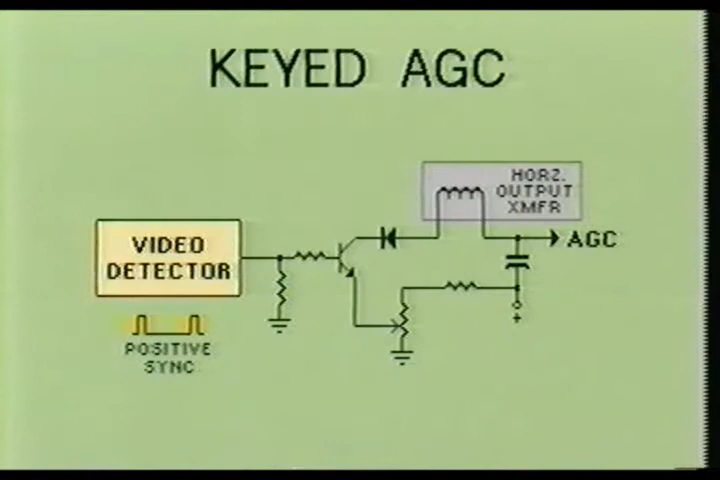 KEYED AGC
HORZ.
OUTPUT
XMFR
VIDEO
DETECTOR
AGC
+
POSITIVE
SYNC